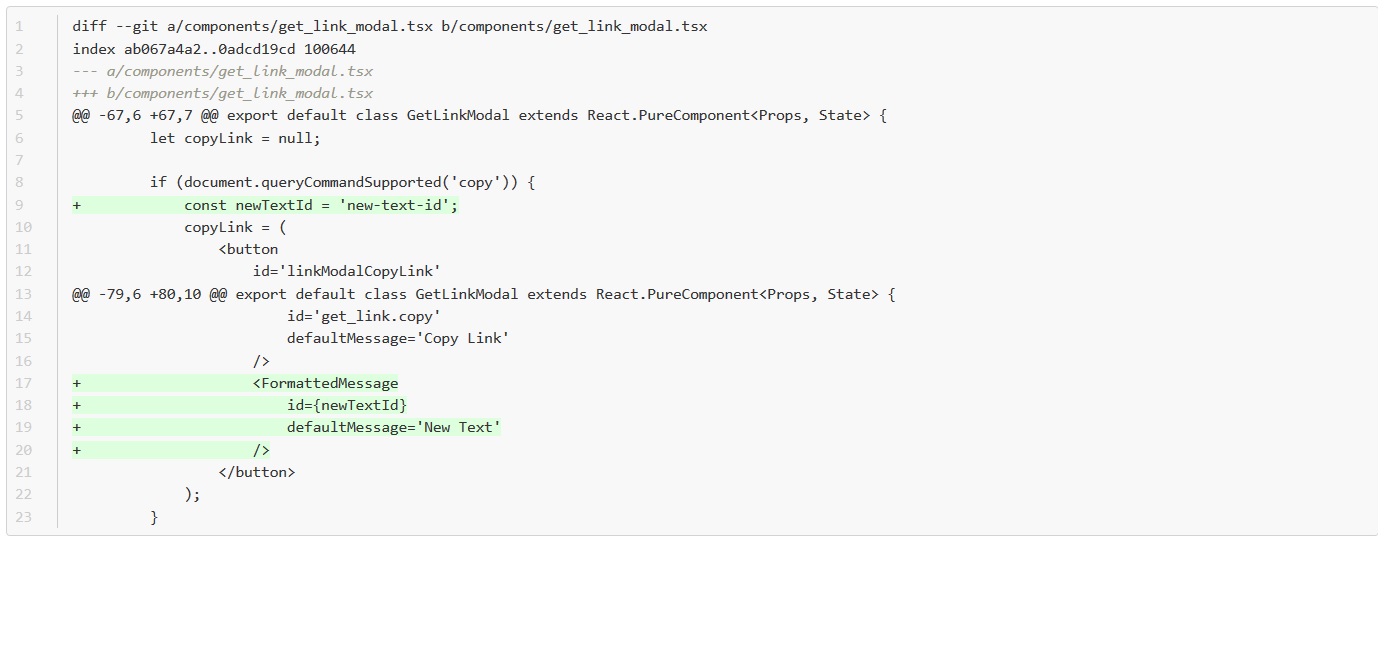 1 diff --git a/components/get_link_modal.tsx b/components/get_link_modal.tsx
2 index ab067a4a2..0adcd19cd 100644
3 --- a/components/get_link_modal.tsx
4 +++ b/components/get_link_modal.tsx
5 @@ -67,6 +67,7 @@ export default class GetLinkModal extends React.PureComponent<Props, State> {
6          let copyLink = null;
7
8          if (document.queryCommandSupported('copy')) {
9 +            const newTextId = 'new-text-id';
10              copyLink = (
11                  <button
12                      id='linkModalCopyLink'
13 @@ -79,6 +80,10 @@ export default class GetLinkModal extends React.PureComponent<Props, State> {
14                          id='get_link.copy'
15                          defaultMessage='Copy Link'
16                      />
17 +                    <FormattedMessage
18 +                        id={newTextId}
19 +                        defaultMessage='New Text'
20 +                    />
21                  </button>
22              );
23          }